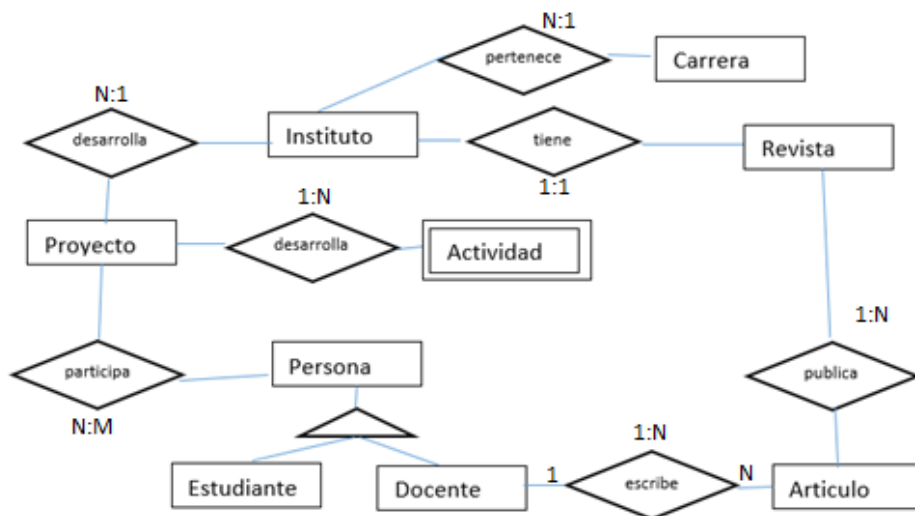 N:1
pertenece
Carrera
N:1
desarrolla
Instituto
tiene
Revista
1:1
1:N
Proyecto
desarrolla
Actividad
1:N
participa
Persona
publica
N:M
1:N
Estudiante
Docente
1
escribe
N
Articulo